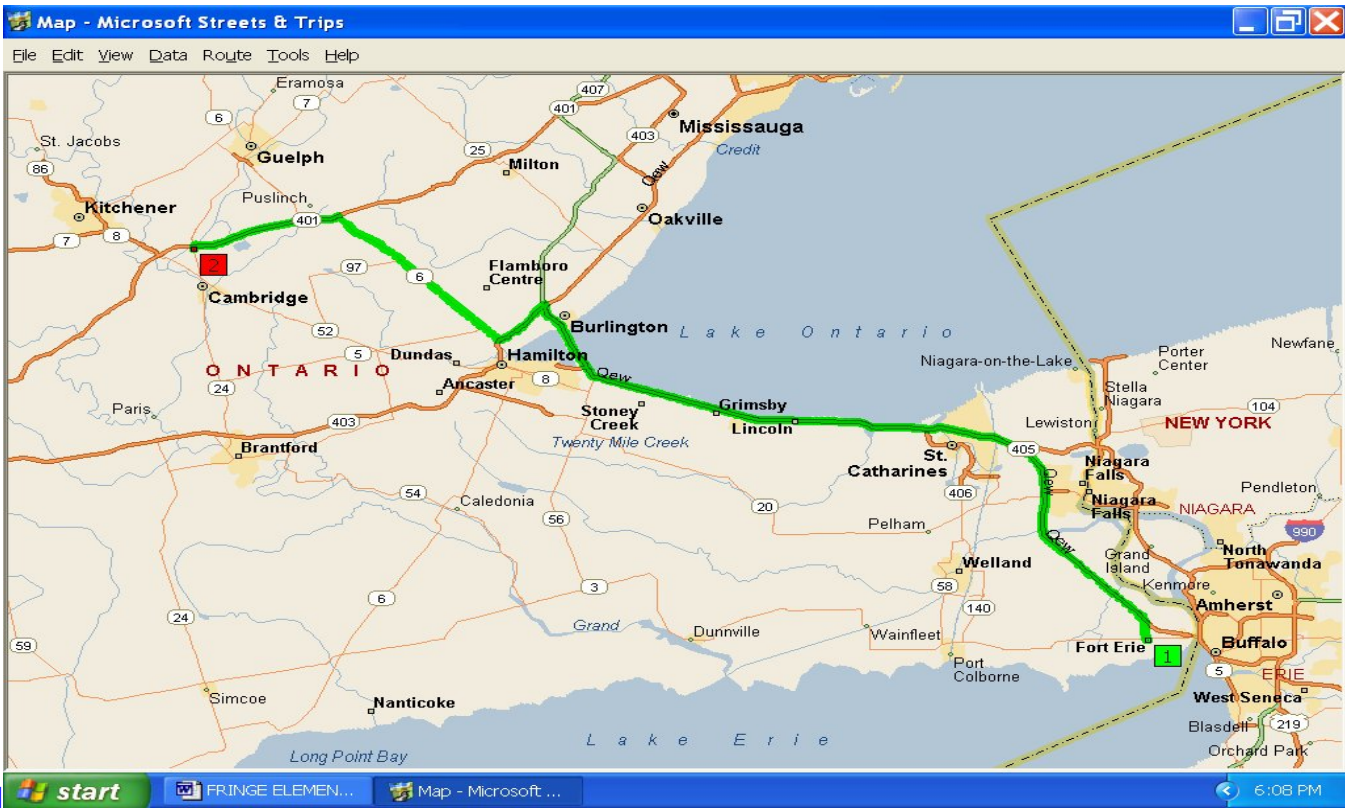 Map - Microsoft Streets & Trips
File Edit View Data Route Tools Help
Eramosa
407
7
401
6
403
Mississauga
St. Jacobs
25
Credit
Guelph
86
Milton
Qew
Puslinch
Kitchener
401
Oakville
7
8
97
Flamboro
Centre
2
6
Cambridge
Burlington
Lake Ontario
52
5
Dundas
Hamilton
Niagara-on-the-Lake
Porter
Center
Newfane
ONTARIO
8
Qew
24
Ancaster
Stella
Niagara
Paris
Stoney
Creek
Grimsby
104
403
Lincoln
Lewiston
NEW YORK
Brantford
Twenty Mile Creek
St.
Catharines
405
Niagara
Falls
Qew
54
406
Niagara
Falls
Pendleton
Caledonia
20
NIAGARA
56
Pelham
990
Qew
Grand
Island
North
Tonawanda
Welland
Kenmore
3
58
6
140
Amherst
24
Grand
Dunnville
Wainfleet
59
Fort Erie
1
Buffalo
Port
Colborne
5
ERIE
Simcoe
West Seneca
Nanticoke
Blasdell
219
Lake Erie
Long Point Bay
Orchard Park
start
FRINGE ELEMEN...
Map - Microsoft ...
6:08 PM